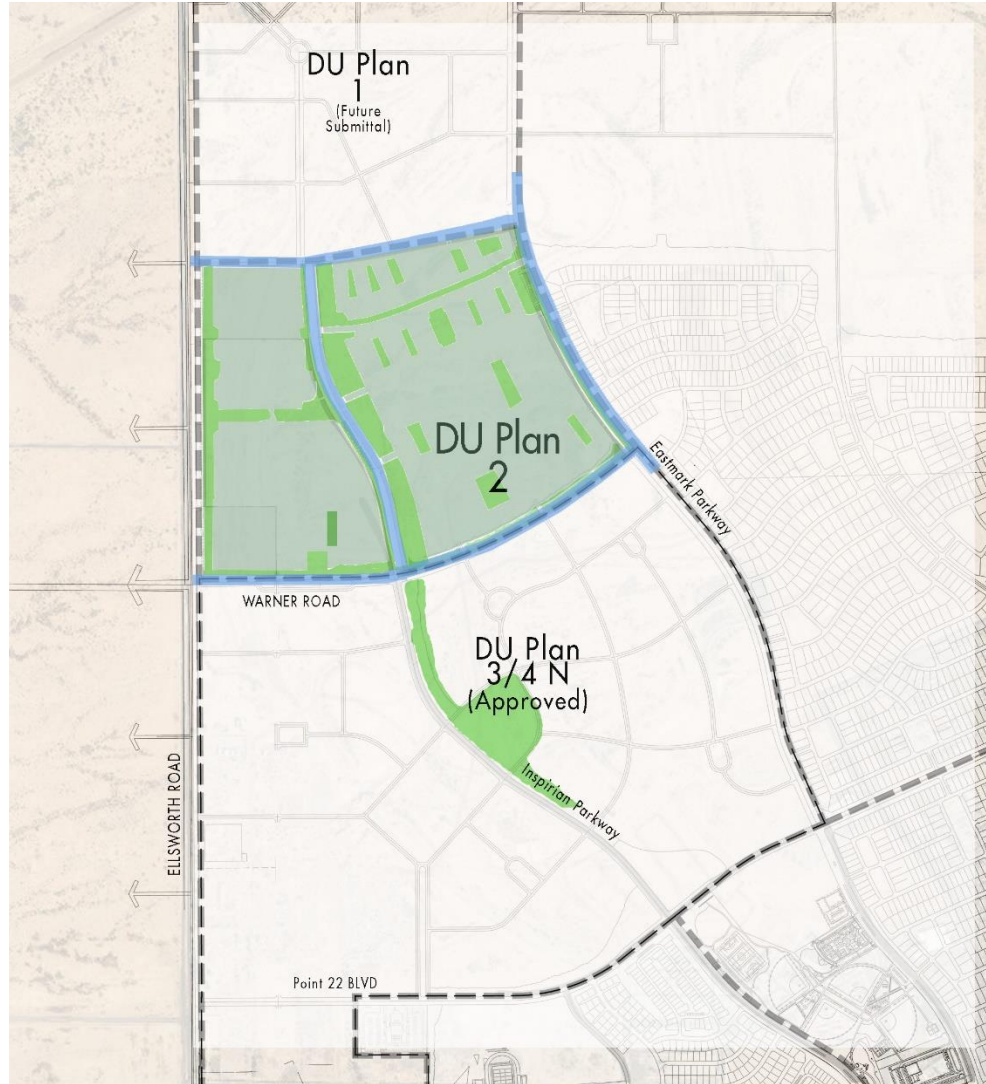 DU Plan
1
(Future
Submittal)
DU Plan
2
Eastmark Parkway
WARNER ROAD
DU Plan
3/4 N
(Approved)
Inspirian Parkway
ELLSWORTH ROAD
Point 22 BLVD